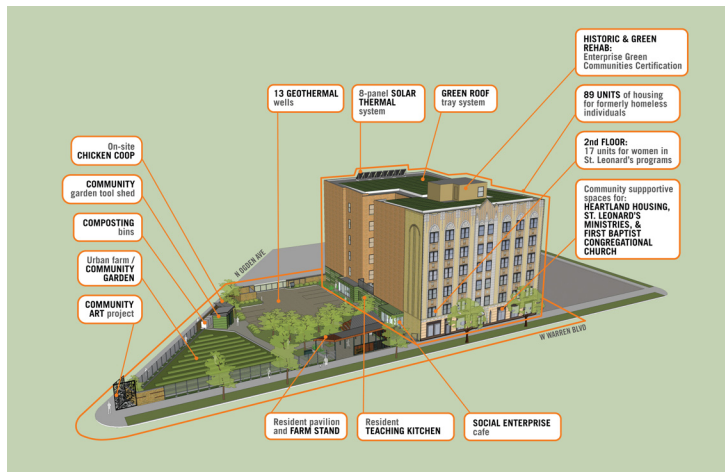 HISTORIC & GREEN
REHAB:
Enterprise Green
Communities Certification
13 GEOTHERMAL
wells
8-panel SOLAR
THERMAL
system
GREEN ROOF
tray system
89 UNITS of housing
for formerly homeless
individuals
2nd FLOOR:
17 units for women in
St. Leonard's programs
Community suppportive
spaces for:
HEARTLAND HOUSING,
ST. LEONARD'S
MINISTRIES, &
FIRST BAPTIST
CONGREGATIONAL
CHURCH
On-site
CHICKEN COOP
COMMUNITY
garden tool shed
COMPOSTING
bins
Urban farm /
COMMUNITY
GARDEN
COMMUNITY
ART project
N OGDEN AVE
W WARREN BLVD
Resident pavilion
and FARM STAND
Resident
TEACHING KITCHEN
SOCIAL ENTERPRISE
cafe